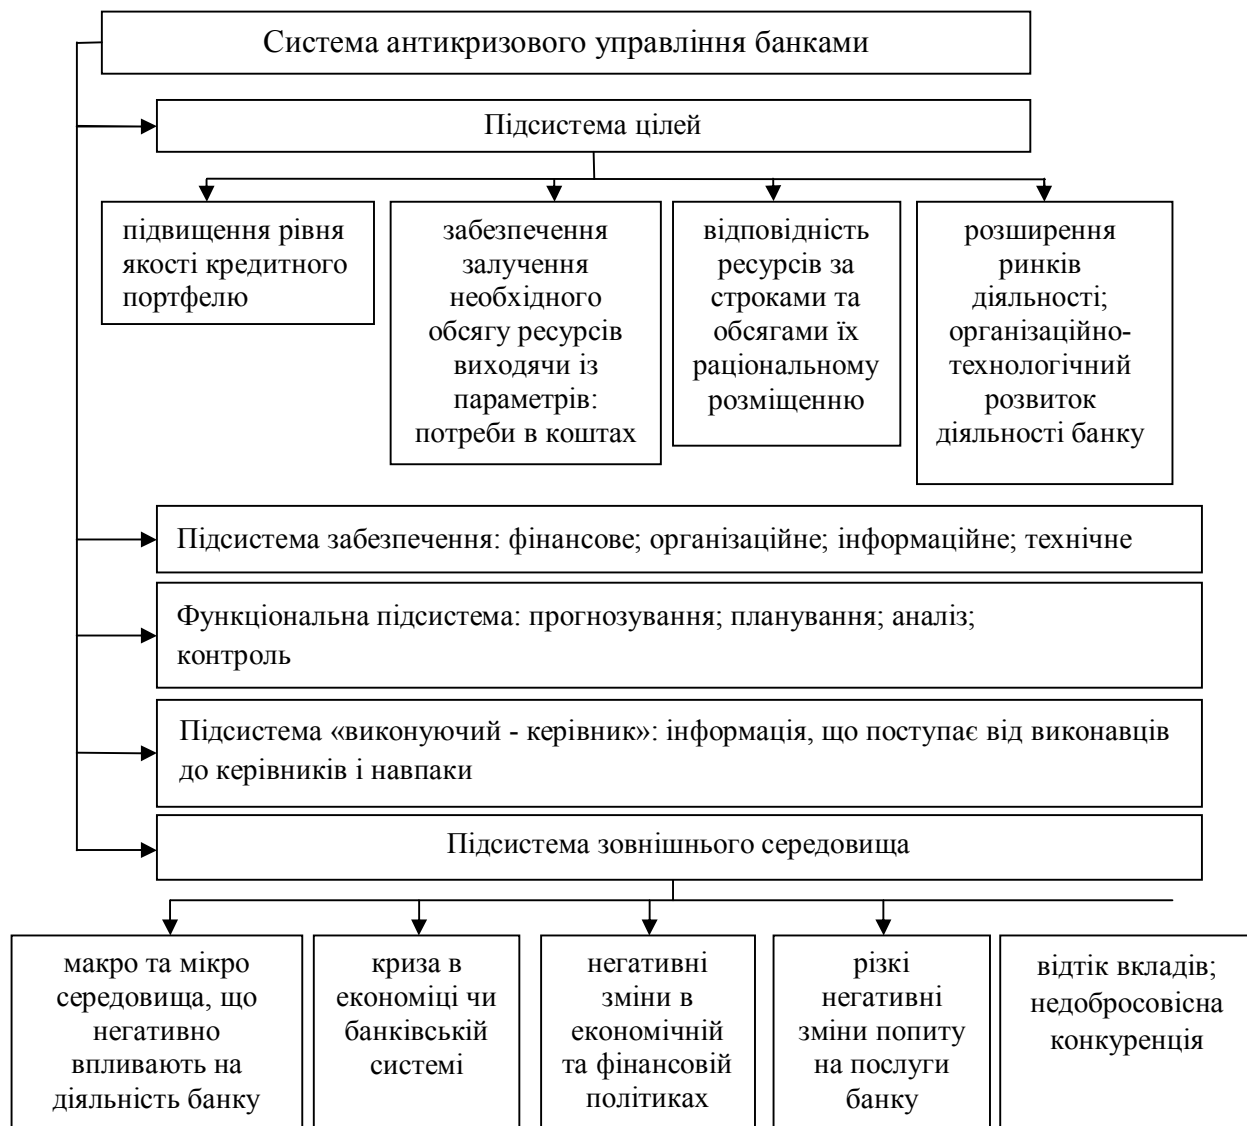 Система антикризового управління банками
Підсистема цілей
підвищення рівня
якості кредитного
портфелю
забезпечення
залучення
необхідного
обсягу ресурсів
виходячи із
параметрів:
потреби в коштах
відповідність
ресурсів за
строками та
обсягами їх
раціональному
розміщенню
розширення
ринків
діяльності;
організаційно-
технологічний
розвиток
діяльності банку
Підсистема забезпечення: фінансове; організаційне; інформаційне; технічне
Функціональна підсистема: прогнозування; планування; аналіз;
контроль
Підсистема «виконуючий - керівник»: інформація, що поступає від виконавців
до керівників і навпаки
Підсистема зовнішнього середовища
макро та мікро
середовища, що
негативно
впливають на
діяльність банку
криза в
економіці чи
банківській
системі
негативні
зміни в
економічній
та фінансовій
політиках
різкі
негативні
зміни попиту
на послуги
банку
відтік вкладів;
недобросовісна
конкуренція